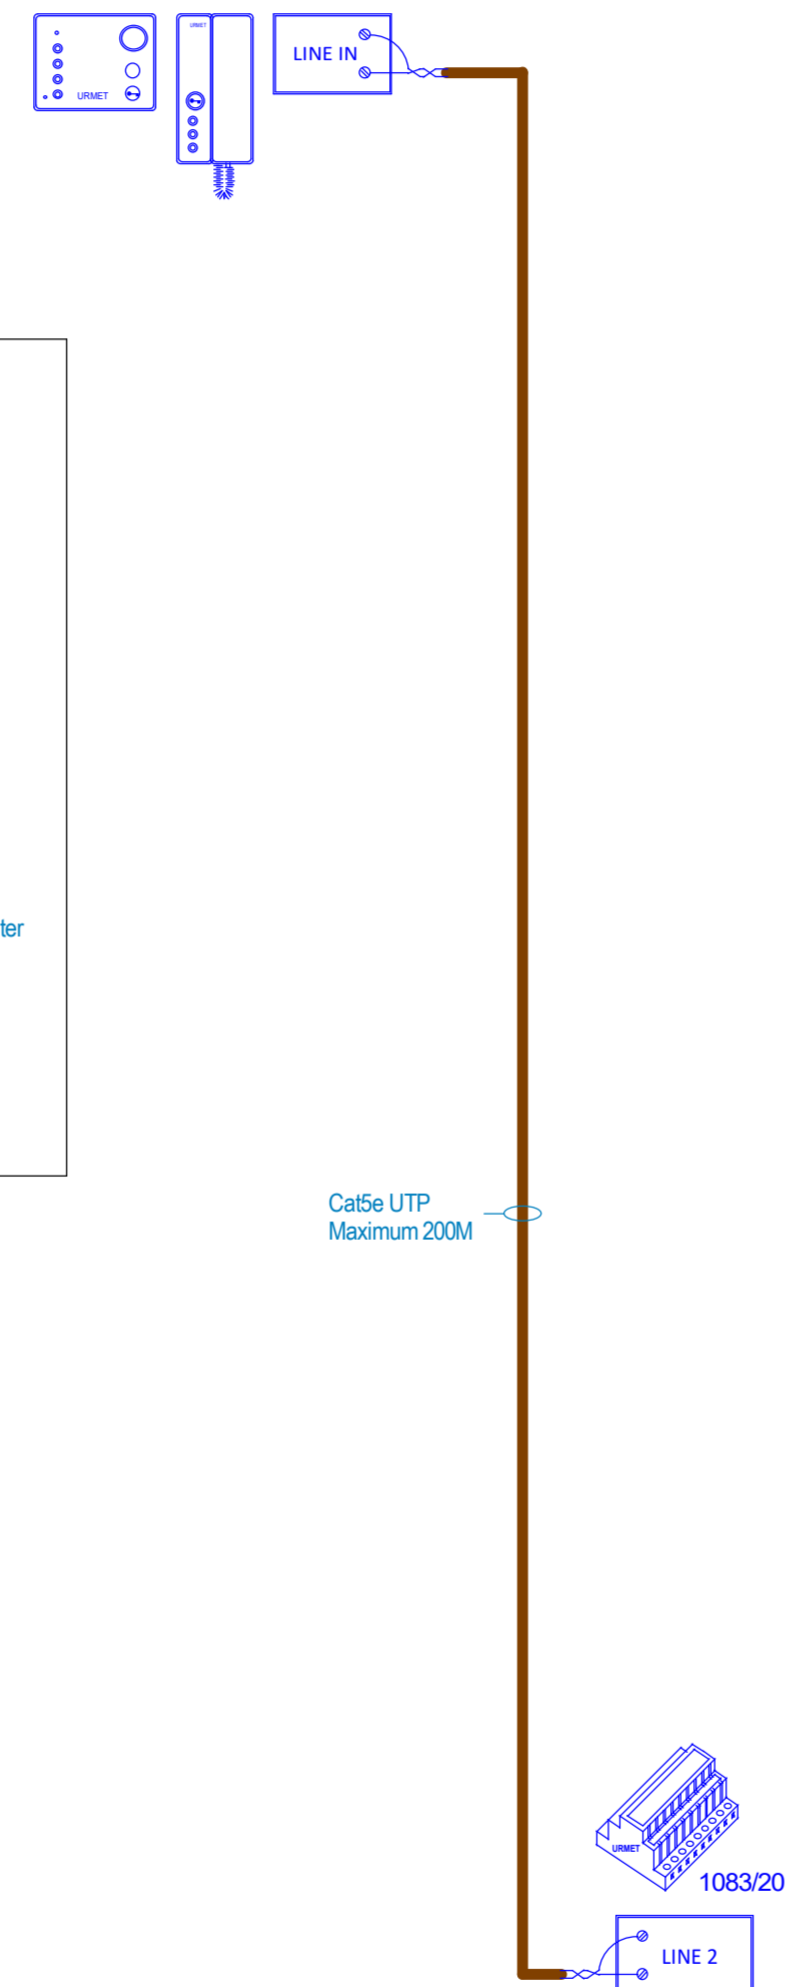 URMET
LINE IN
URMET
ter
Cat5e UTP
Maximum 200M
URMET
1083/20
LINE 2